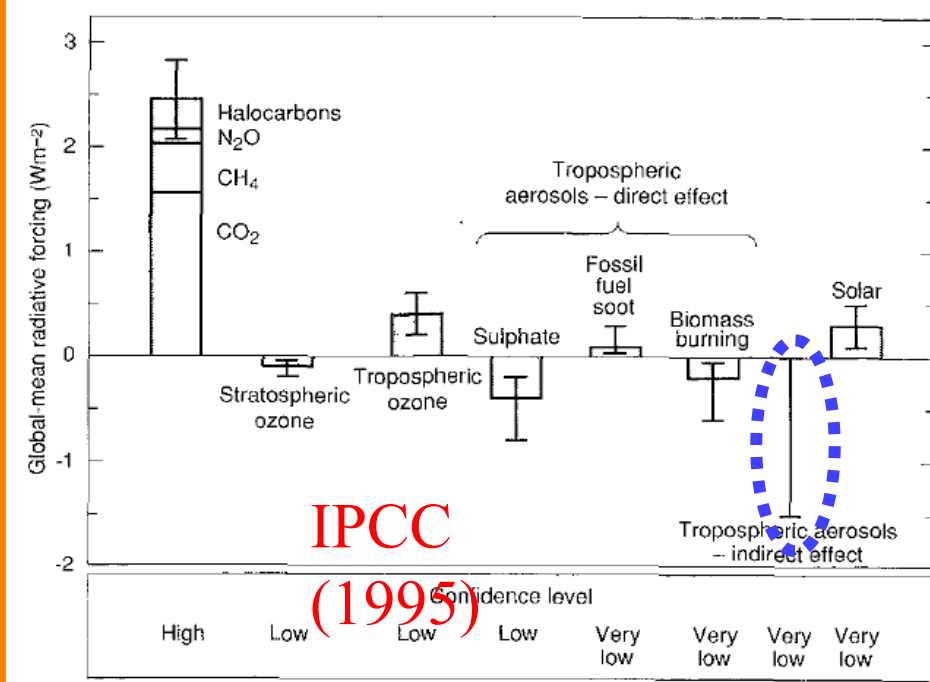 3
2
1
0
-1
-2
Global-mean radiative forcing (Wm⁻²)
Halocarbons
N₂O
CH₄
CO₂
Stratospheric
ozone
Tropospheric
ozone
Tropospheric
aerosols – direct effect
Sulphate
Fossil
fuel
soot
Biomass
burning
Tropospheric aerosols
– indirect effect
Solar
IPCC
(1995)
Confidence level
High Low Low Low Very low Very low Very low Very low